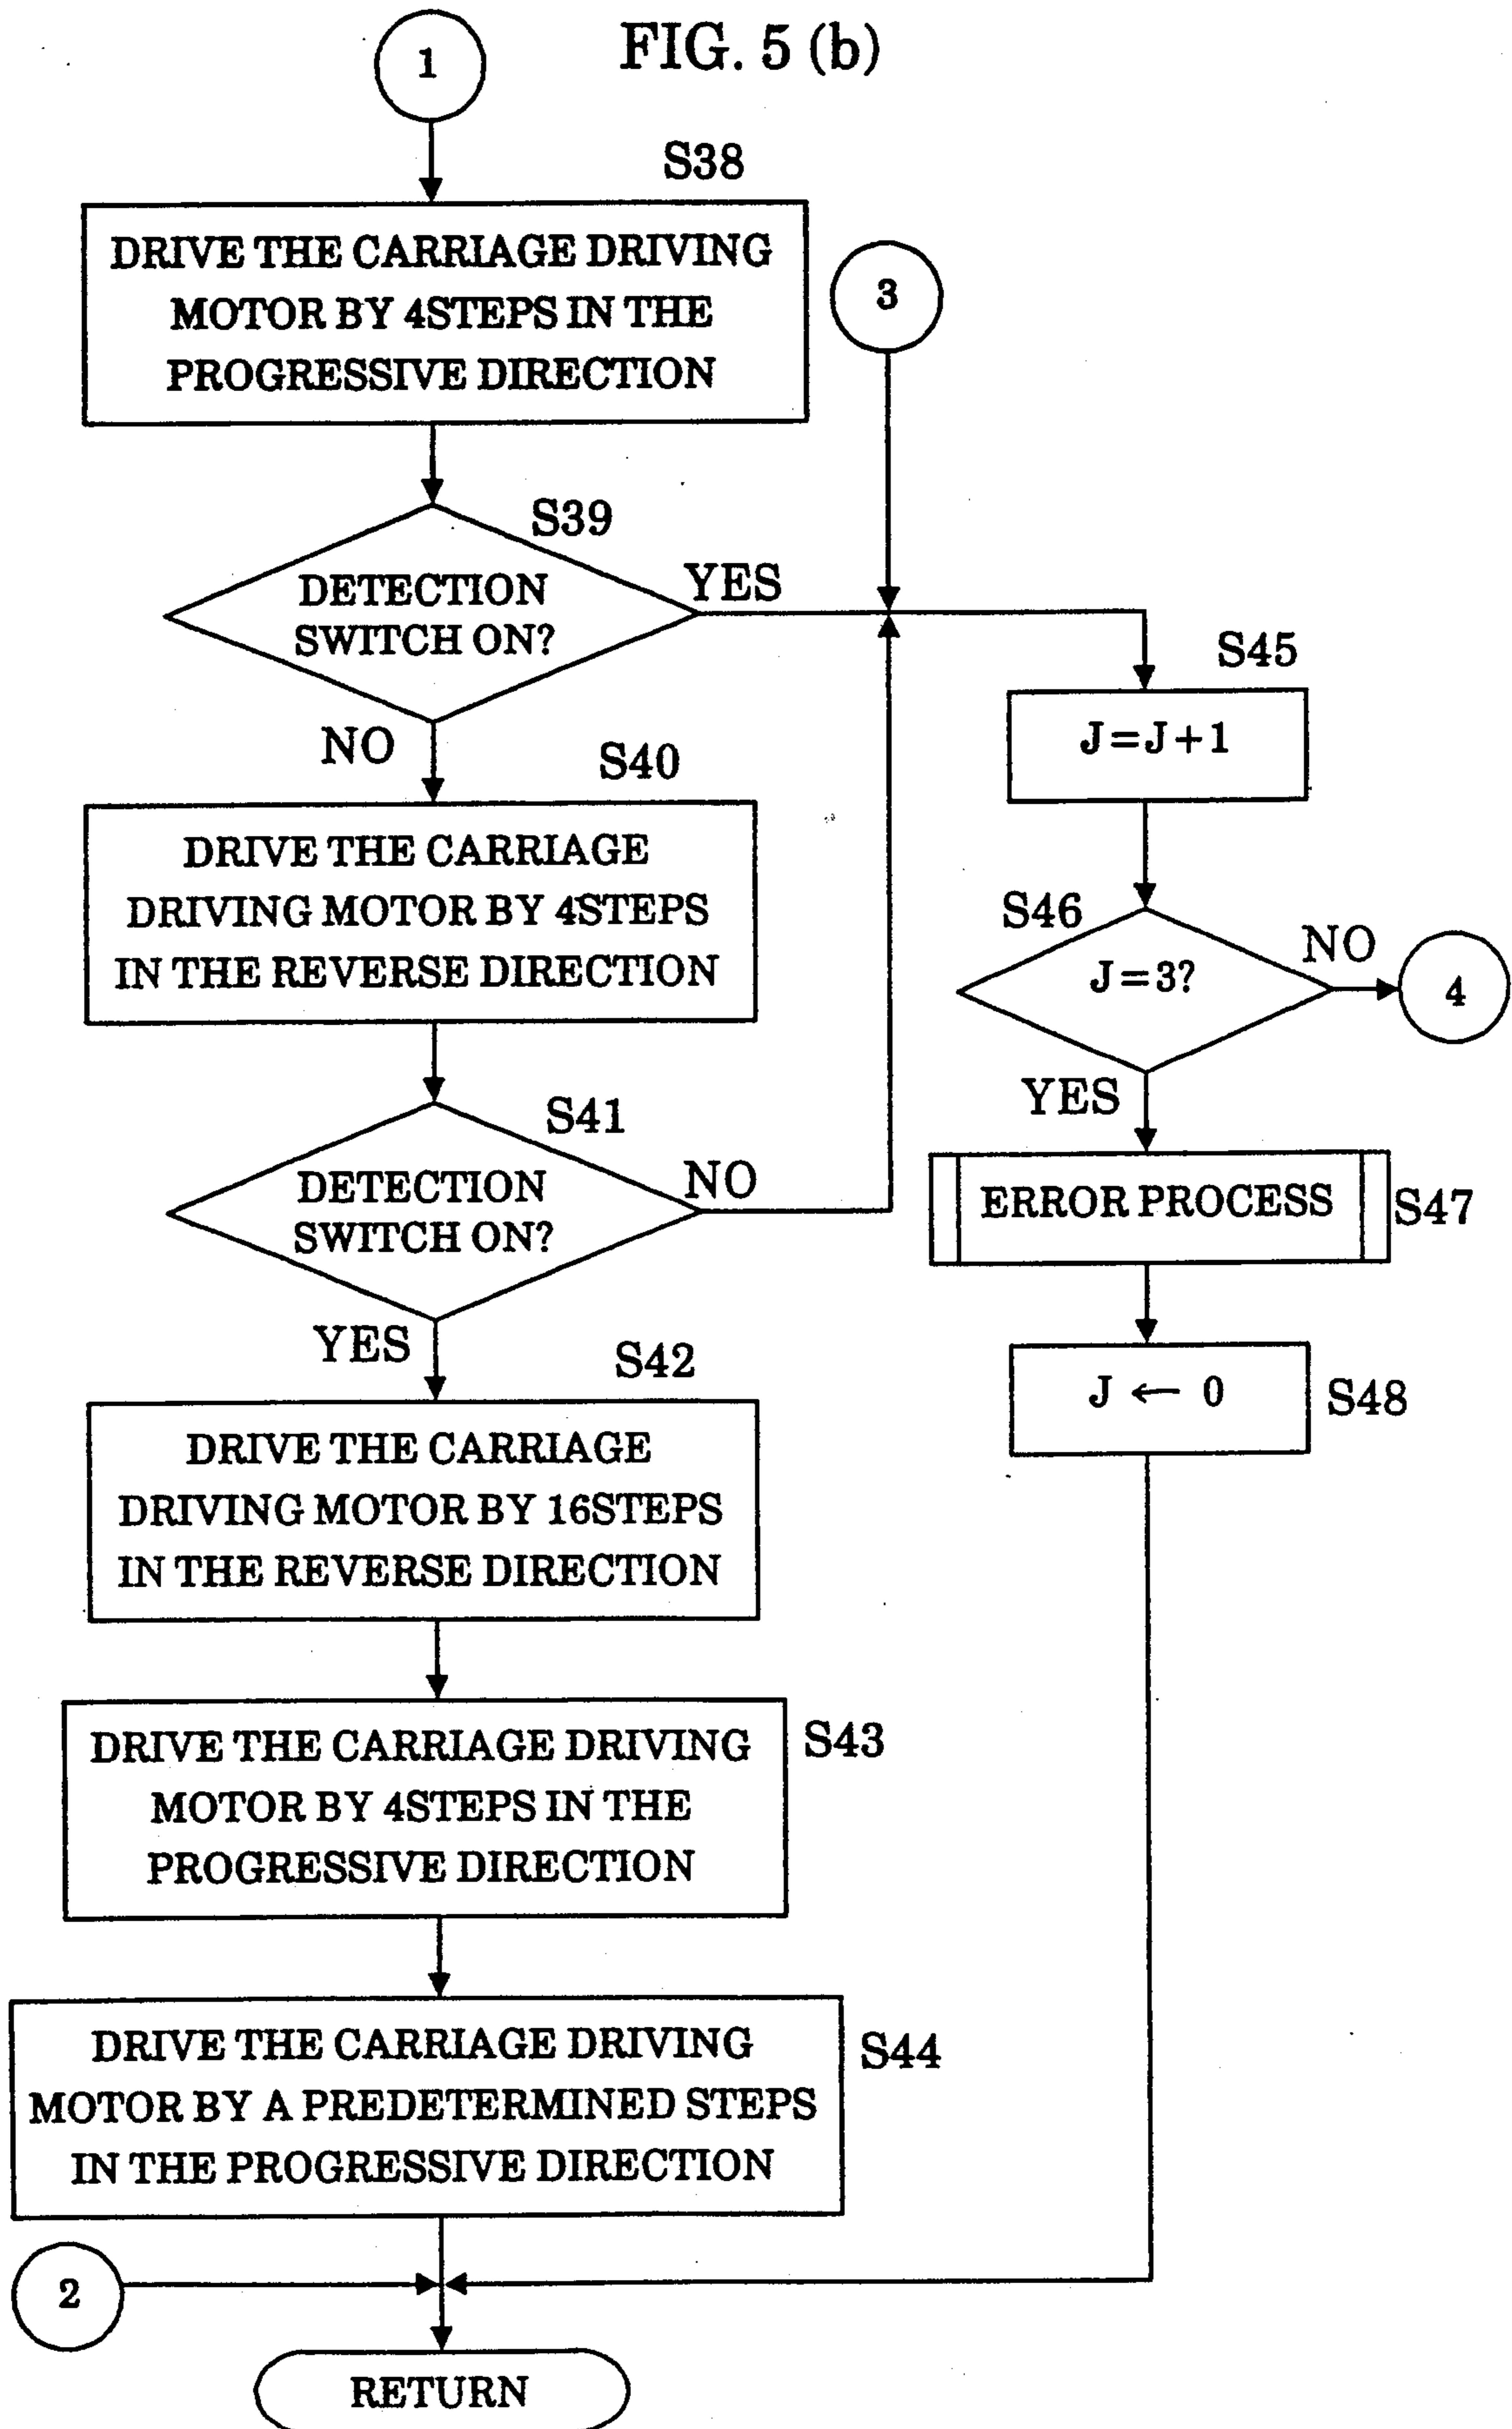 FIG. 5 (b)
1
S38
DRIVE THE CARRIAGE DRIVING
MOTOR BY 4STEPS IN THE
PROGRESSIVE DIRECTION
3
S39
DETECTION
SWITCH ON?
YES
NO
S40
DRIVE THE CARRIAGE
DRIVING MOTOR BY 4STEPS
IN THE REVERSE DIRECTION
S41
DETECTION
SWITCH ON?
NO
YES
S42
DRIVE THE CARRIAGE
DRIVING MOTOR BY 16STEPS
IN THE REVERSE DIRECTION
S43
DRIVE THE CARRIAGE DRIVING
MOTOR BY 4STEPS IN THE
PROGRESSIVE DIRECTION
S44
DRIVE THE CARRIAGE DRIVING
MOTOR BY A PREDETERMINED STEPS
IN THE PROGRESSIVE DIRECTION
2
RETURN
S45
J=J+1
S46
J=3?
NO
4
YES
ERROR PROCESS
S47
J ← 0
S48